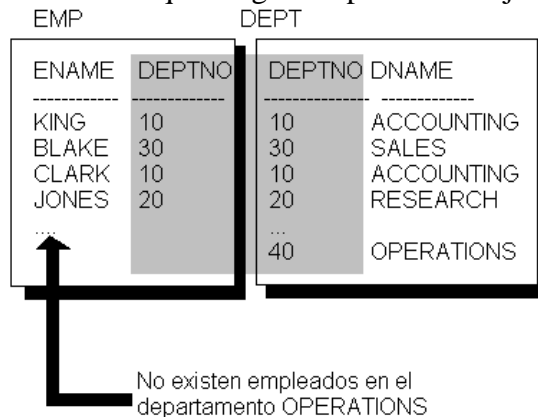 EMP DEPT
ENAME DEPTNO DEPTNO DNAME
------------ ------------- --------------- -------------
KING 10 10 ACCOUNTING
BLAKE 30 30 SALES
CLARK 10 10 ACCOUNTING
JONES 20 20 RESEARCH
.... ...
40 OPERATIONS
No existen empleados en el
departamento OPERATIONS